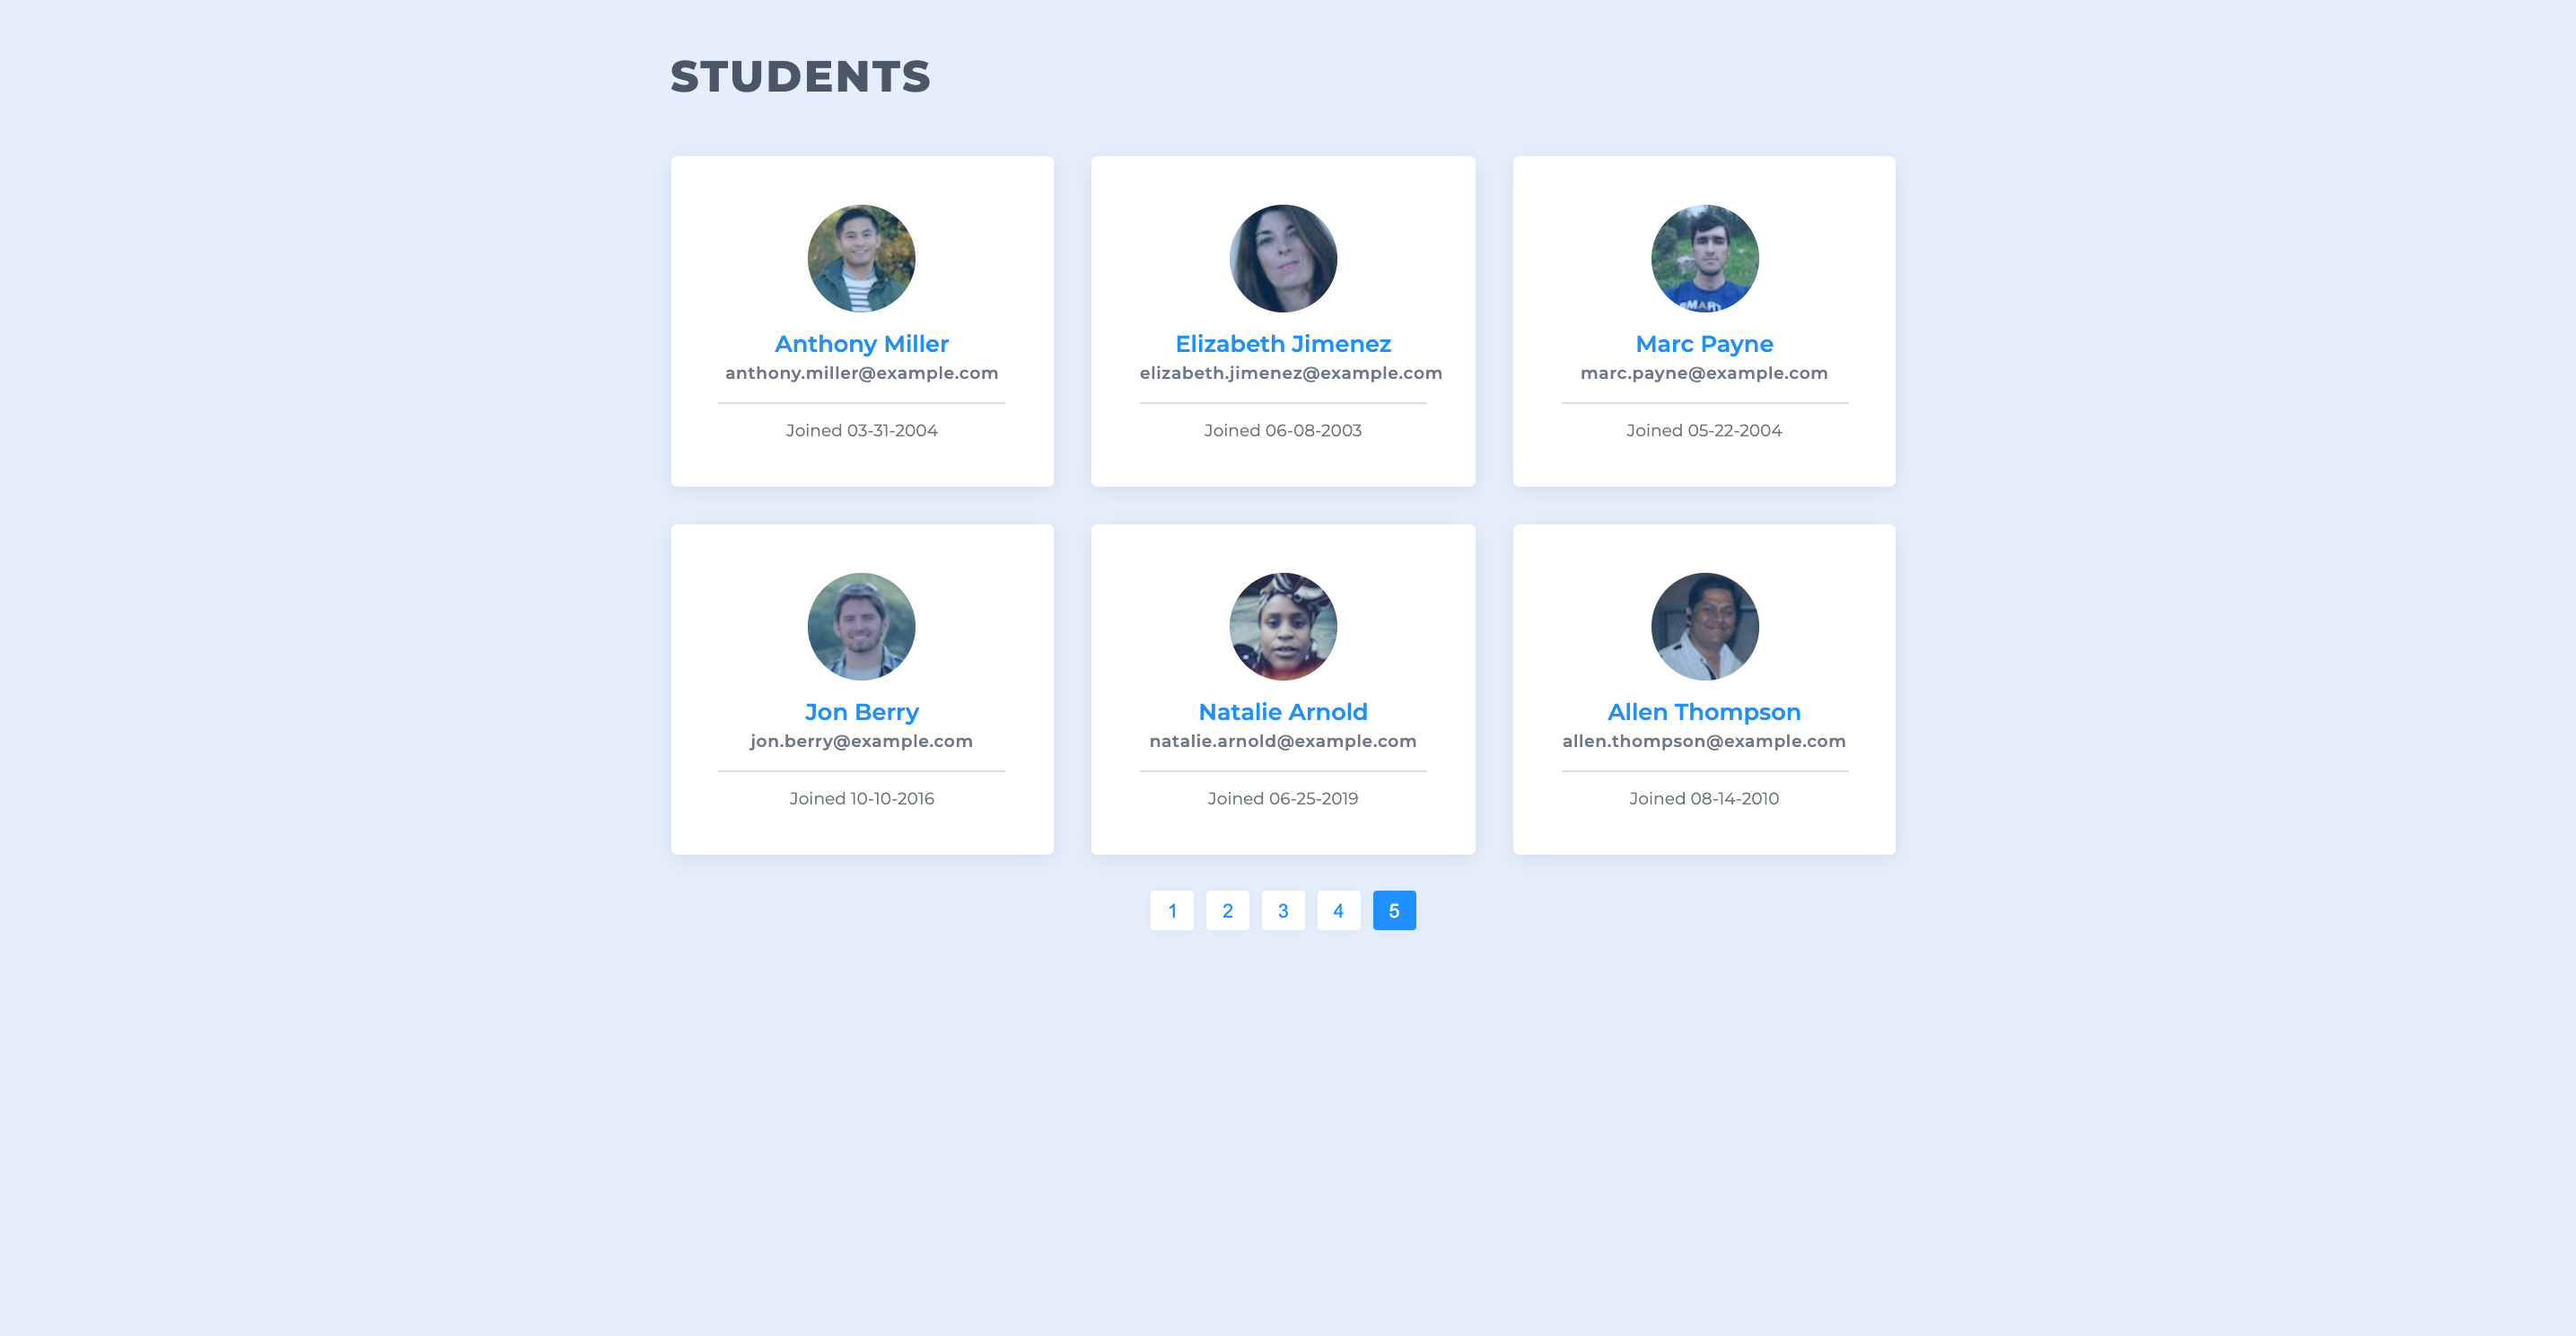 STUDENTS
Anthony Miller
anthony.miller@example.com
Joined 03-31-2004
Elizabeth Jimenez
elizabeth.jimenez@example.com
Joined 06-08-2003
SMART
Marc Payne
marc.payne@example.com
Joined 05-22-2004
Jon Berry
jon.berry@example.com
Joined 10-10-2016
Natalie Arnold
natalie.arnold@example.com
Joined 06-25-2019
Allen Thompson
allen.thompson@example.com
Joined 08-14-2010
1 2 3 4 5